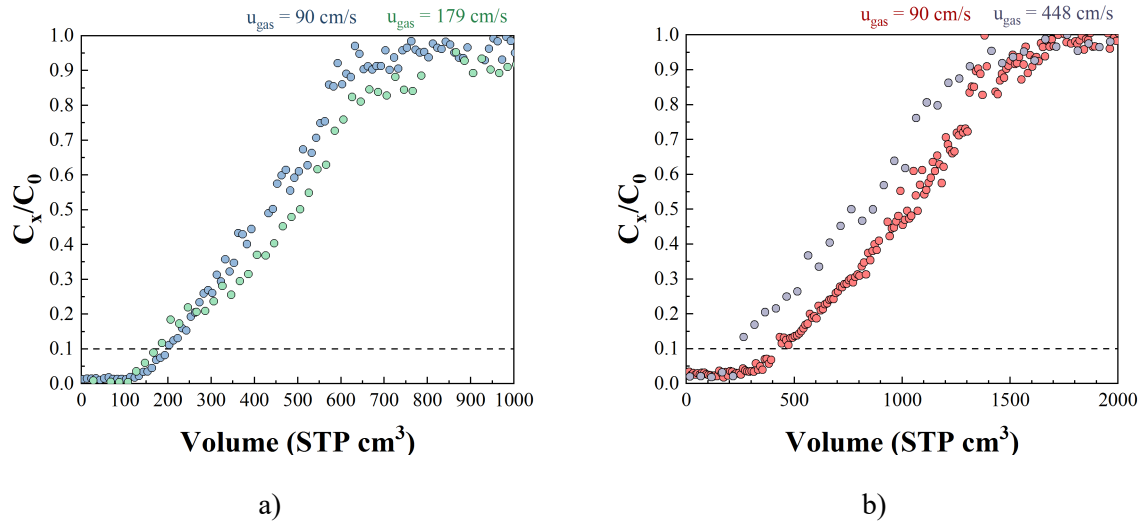 u_gas = 90 cm/s u_gas = 179 cm/s
1.0
0.9
0.8
0.7
0.6
0.5
0.4
0.3
0.2
0.1
0.0
C_x/C_0
0 100 200 300 400 500 600 700 800 900 1000
Volume (STP cm³)
a)
u_gas = 90 cm/s u_gas = 448 cm/s
1.0
0.9
0.8
0.7
0.6
0.5
0.4
0.3
0.2
0.1
0.0
C_x/C_0
0 500 1000 1500 2000
Volume (STP cm³)
b)